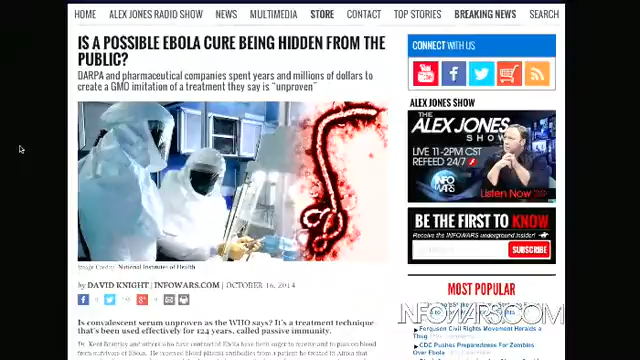 HOME
ALEX JONES RADIO SHOW
NEWS
MULTIMEDIA
STORE
CONTACT
TOP STORIES
BREAKING NEWS
SEARCH
IS A POSSIBLE EBOLA CURE BEING HIDDEN FROM THE
PUBLIC?
DARPA and pharmaceutical companies spent years and millions of dollars to
create a GMO imitation of a treatment they say is "unproven"
Image Credits: National Institutes of Health
by DAVID KNIGHT | INFOWARS.COM | OCTOBER 16, 2014
Is convalescent serum unproven as the WHO says? It's a treatment technique
that's been used effectively for 124 years, called passive immunity.
CONNECT WITH US
ALEX JONES SHOW
THE
ALEX JONES
SHOW
LIVE 11-2PM CST
REFEED 24/7
INFO
WARS
Listen Now
BE THE FIRST TO KNOW
Receive the INFOWARS underground Insider!
SUBSCRIBE
MOST POPULAR
INFOWARS.COM
Ferguson Civil Rights Movement Heralds a
Thug
CDC Pushes Preparedness For Zombies
Over Ebola